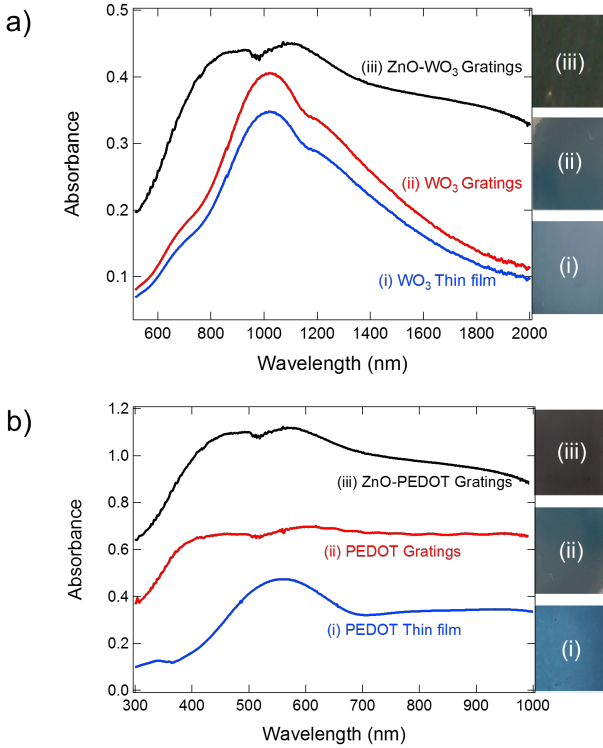 a)
0.5
0.4
0.3
0.2
0.1
Absorbance
(iii) ZnO-WO₃ Gratings
(ii) WO₃ Gratings
(i) WO₃ Thin film
600 800 1000 1200 1400 1600 1800 2000
Wavelength (nm)
(iii)
(ii)
(i)
b)
1.2
1.0
0.8
0.6
0.4
0.2
0.0
Absorbance
(iii) ZnO-PEDOT Gratings
(ii) PEDOT Gratings
(i) PEDOT Thin film
300 400 500 600 700 800 900 1000
Wavelength (nm)
(iii)
(ii)
(i)